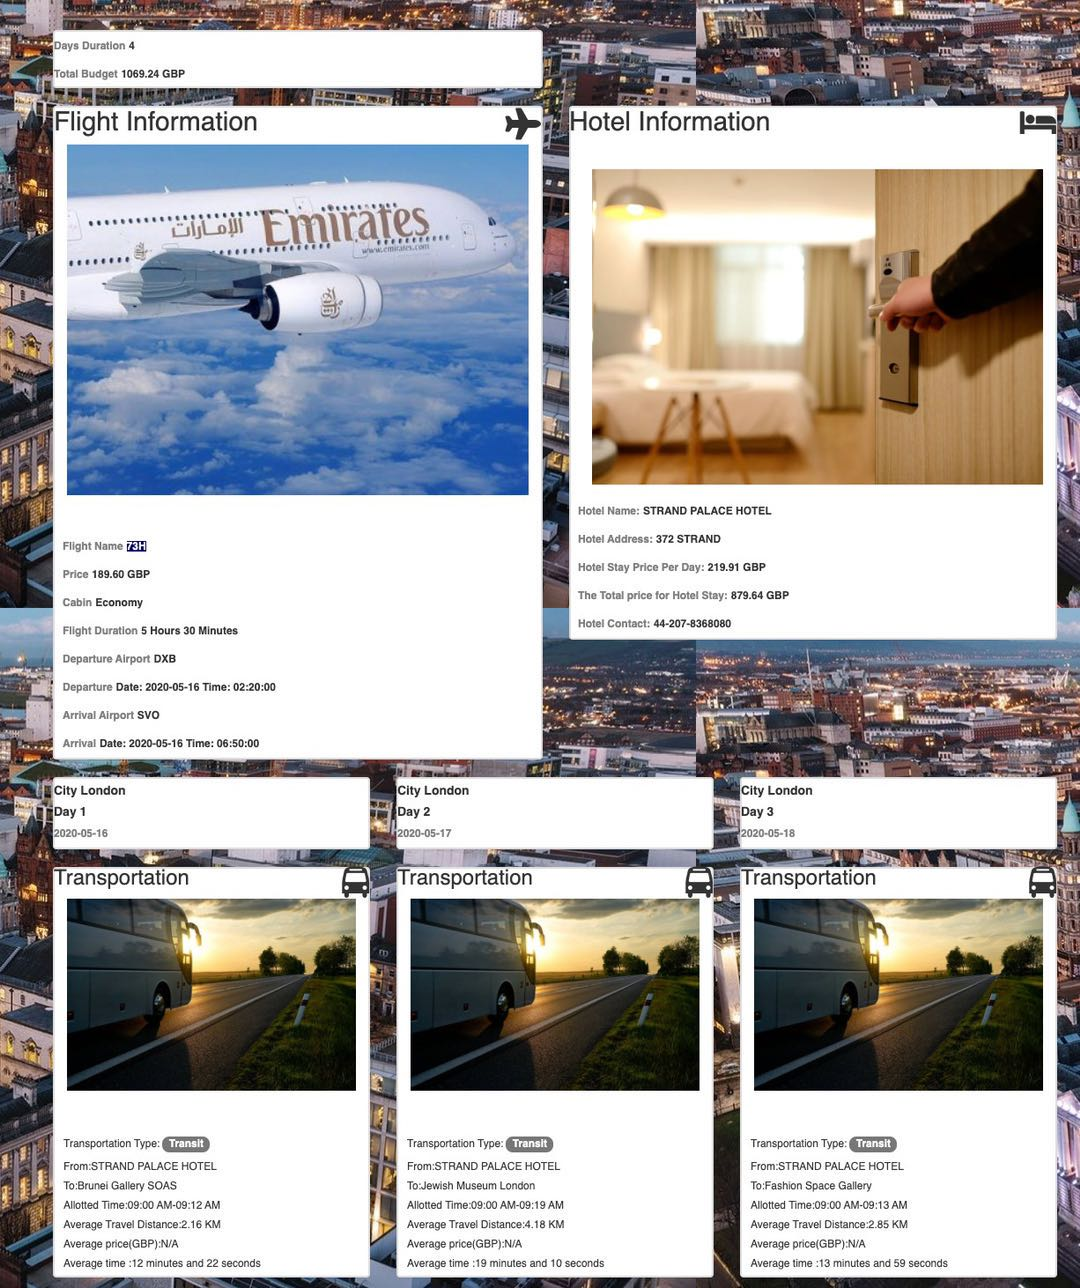 Days Duration 4
Total Budget 1069.24 GBP
Flight Information
الإمارات Emirates
www.emirates.com
Flight Name 73H
Price 189.60 GBP
Cabin Economy
Flight Duration 5 Hours 30 Minutes
Departure Airport DXB
Departure Date: 2020-05-16 Time: 02:20:00
Arrival Airport SVO
Arrival Date: 2020-05-16 Time: 06:50:00
Hotel Information
Hotel Name: STRAND PALACE HOTEL
Hotel Address: 372 STRAND
Hotel Stay Price Per Day: 219.91 GBP
The Total price for Hotel Stay: 879.64 GBP
Hotel Contact: 44-207-8368080
City London
Day 1
2020-05-16
Transportation
Transportation Type: Transit
From:STRAND PALACE HOTEL
To:Brunei Gallery SOAS
Allotted Time:09:00 AM-09:12 AM
Average Travel Distance:2.16 KM
Average price(GBP):N/A
Average time :12 minutes and 22 seconds
City London
Day 2
2020-05-17
Transportation
Transportation Type: Transit
From:STRAND PALACE HOTEL
To:Jewish Museum London
Allotted Time:09:00 AM-09:19 AM
Average Travel Distance:4.18 KM
Average price(GBP):N/A
Average time :19 minutes and 10 seconds
City London
Day 3
2020-05-18
Transportation
Transportation Type: Transit
From:STRAND PALACE HOTEL
To:Fashion Space Gallery
Allotted Time:09:00 AM-09:13 AM
Average Travel Distance:2.85 KM
Average price(GBP):N/A
Average time :13 minutes and 59 seconds